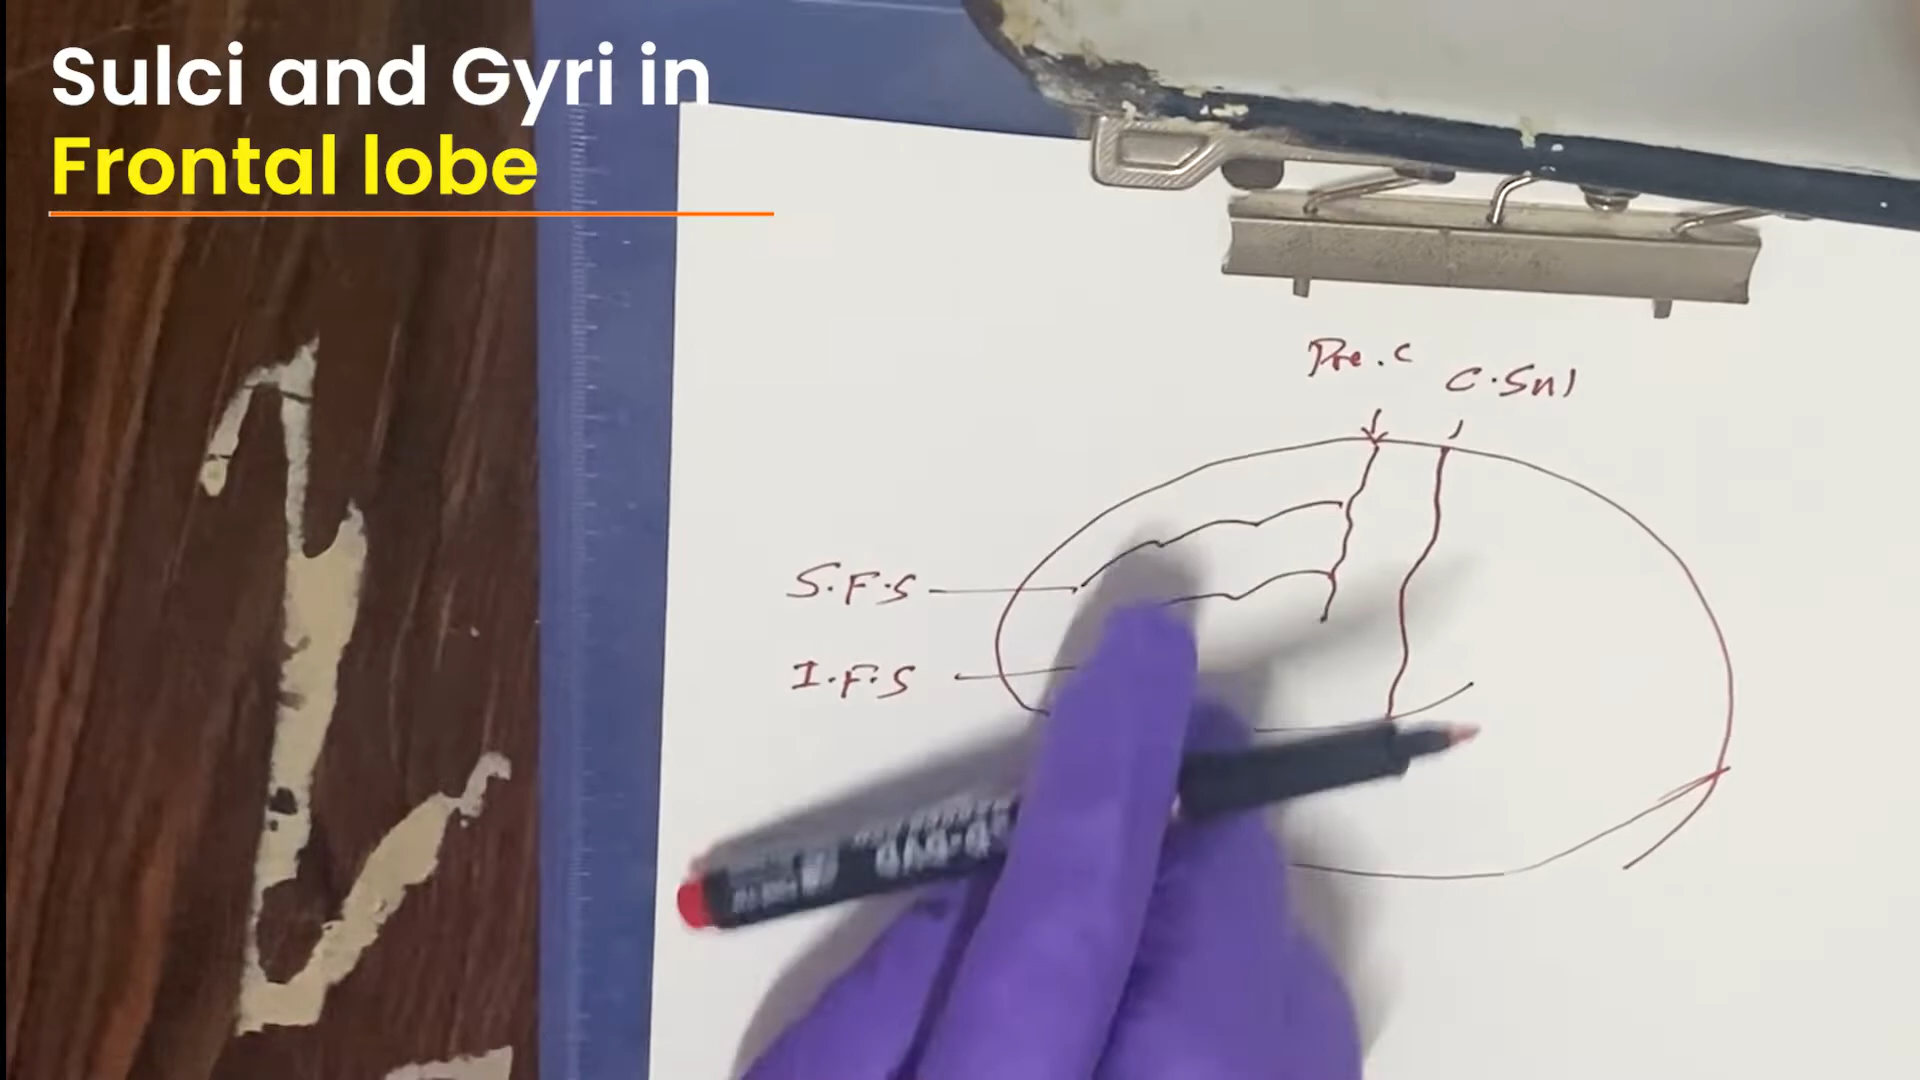 Sulci and Gyri in
Frontal lobe
Pre.C
C.Sul
S.F.S
I.F.S